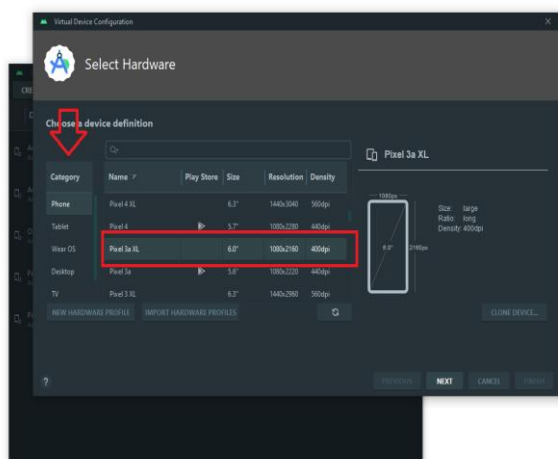 Virtual Device Configuration
Select Hardware
Choose a device definition
Category
Phone
Tablet
Wear OS
Desktop
TV
Name Play Store Size Resolution Density
Pixel 4 XL 6.3" 1440x3040 560dpi
Pixel 4 5.7" 1080x2280 440dpi
Pixel 3a XL 6.0" 1080x2160 400dpi
Pixel 3a 5.6" 1080x2220 440dpi
Pixel 3 XL 6.3" 1440x2960 560dpi
NEW HARDWARE PROFILE IMPORT HARDWARE PROFILES
Pixel 3a XL
1080px
6.0"
2160px
Size: large
Ratio: long
Density: 400dpi
CLONE DEVICE...
?
PREVIOUS NEXT CANCEL FINISH